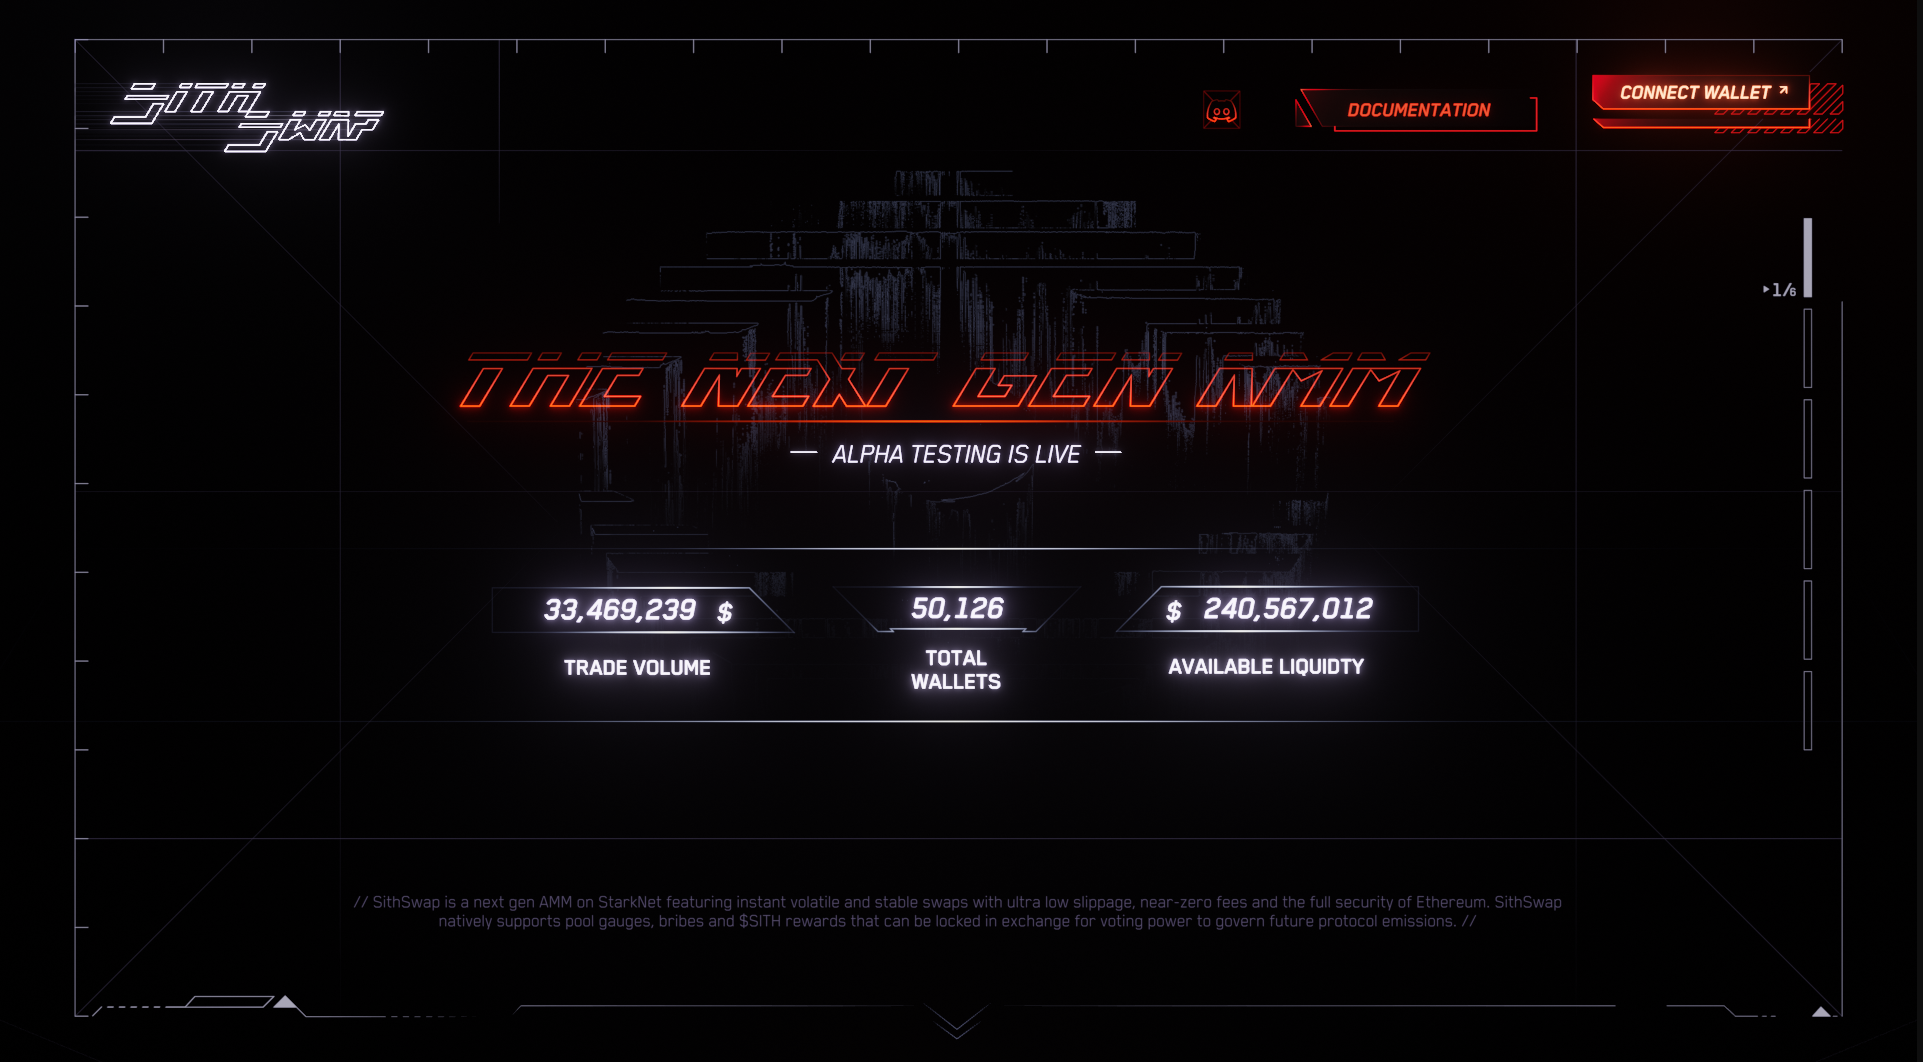 SITH
SWAP
DOCUMENTATION
CONNECT WALLET
1/6
THE NEXT GEN AMM
— ALPHA TESTING IS LIVE —
33,469,239 $
TRADE VOLUME
50,126
TOTAL
WALLETS
$ 240,567,012
AVAILABLE LIQUIDTY
// SithSwap is a next gen AMM on StarkNet featuring instant volatile and stable swaps with ultra low slippage, near-zero fees and the full security of Ethereum. SithSwap
natively supports pool gauges, bribes and $SITH rewards that can be locked in exchange for voting power to govern future protocol emissions. //